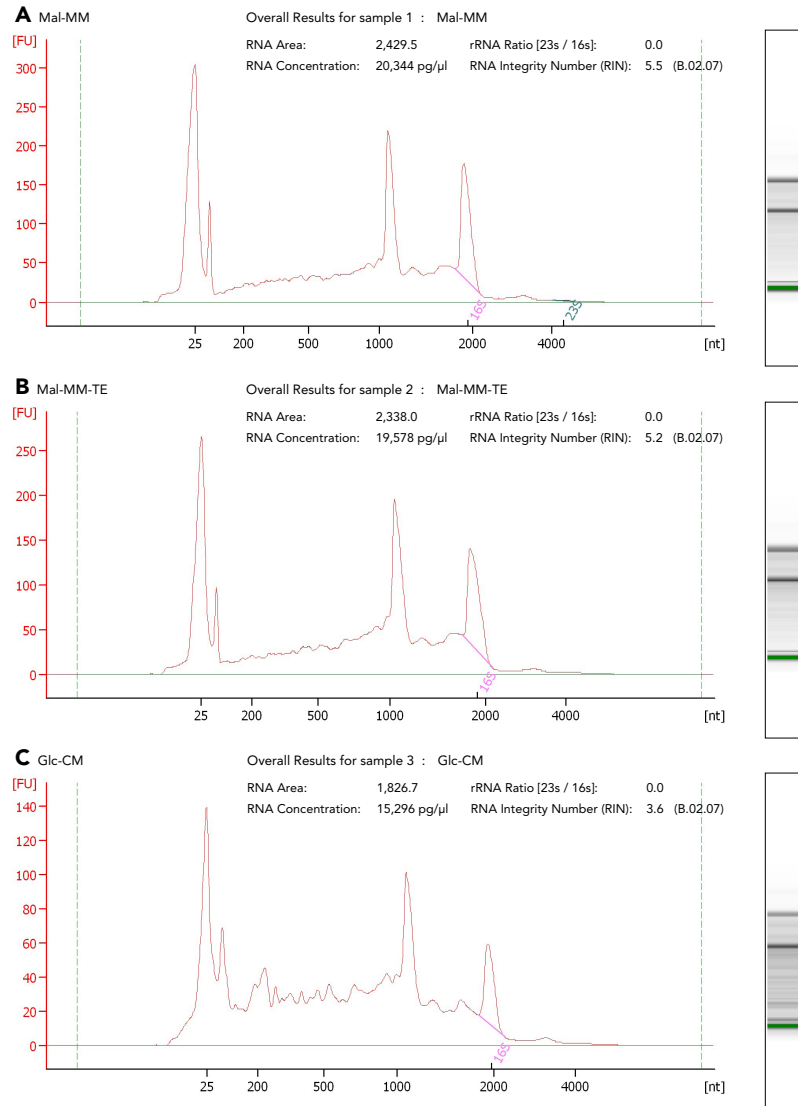 A Mal-MM
Overall Results for sample 1 : Mal-MM
[FU]
RNA Area: 2,429.5 rRNA Ratio [23s / 16s]: 0.0
RNA Concentration: 20,344 pg/µl RNA Integrity Number (RIN): 5.5 (B.02.07)
300
250
200
150
100
50
0
16S
23S
25 200 500 1000 2000 4000 [nt]
B Mal-MM-TE
Overall Results for sample 2 : Mal-MM-TE
[FU]
RNA Area: 2,338.0 rRNA Ratio [23s / 16s]: 0.0
RNA Concentration: 19,578 pg/µl RNA Integrity Number (RIN): 5.2 (B.02.07)
250
200
150
100
50
0
16S
25 200 500 1000 2000 4000 [nt]
C Glc-CM
Overall Results for sample 3 : Glc-CM
[FU]
RNA Area: 1,826.7 rRNA Ratio [23s / 16s]: 0.0
RNA Concentration: 15,296 pg/µl RNA Integrity Number (RIN): 3.6 (B.02.07)
140
120
100
80
60
40
20
0
16S
25 200 500 1000 2000 4000 [nt]